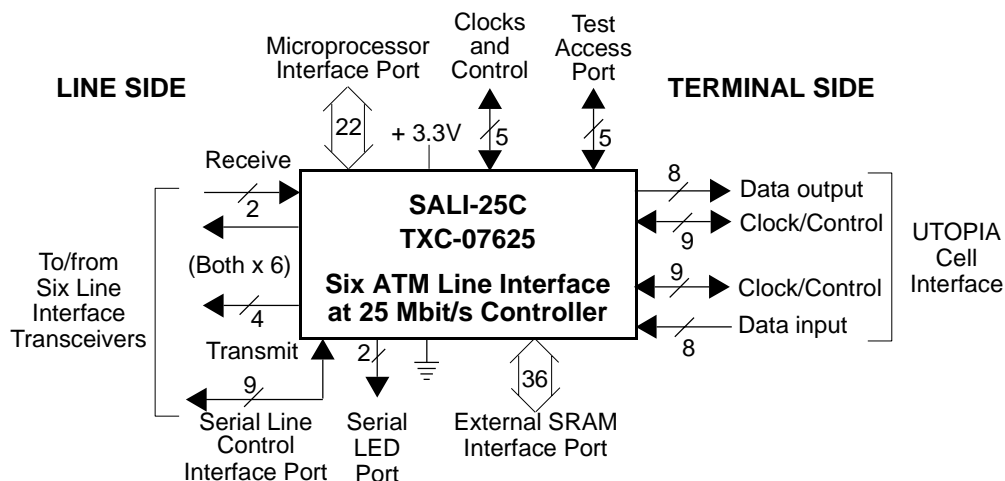 Microprocessor
Interface Port
Clocks
and
Control
Test
Access
Port
LINE SIDE
TERMINAL SIDE
22
+ 3.3V
5
5
Receive
2
SALI-25C
TXC-07625
Six ATM Line Interface
at 25 Mbit/s Controller
8
Data output
9
Clock/Control
9
Clock/Control
8
Data input
UTOPIA
Cell
Interface
(Both x 6)
To/from
Six Line
Interface
Transceivers
4
Transmit
9
2
36
Serial Line
Control
Interface Port
Serial
LED
Port
External SRAM
Interface Port